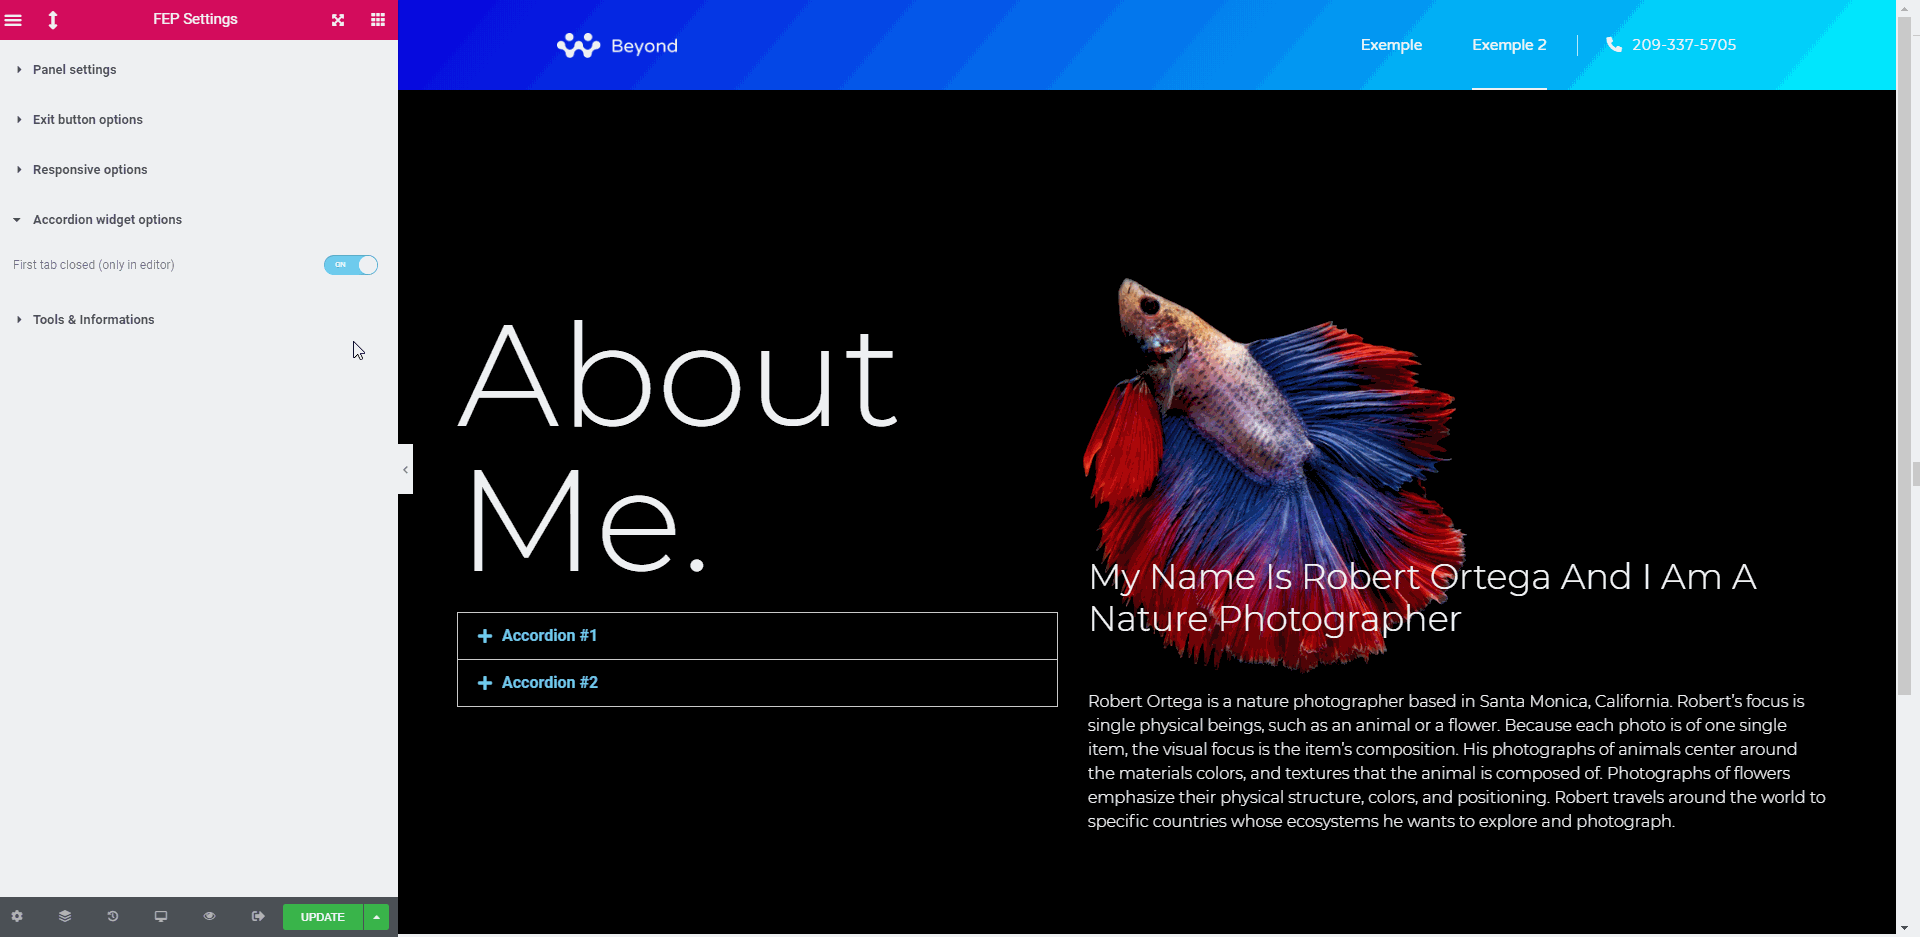 FEP Settings
Panel settings
Exit button options
Responsive options
Accordion widget options
First tab closed (only in editor)
ON
Tools & Informations
UPDATE
Beyond
Exemple
Exemple 2
209-337-5705
About
Me.
Accordion #1
Accordion #2
My Name Is Robert Ortega And I Am A
Nature Photographer
Robert Ortega is a nature photographer based in Santa Monica, California. Robert’s focus is
single physical beings, such as an animal or a flower. Because each photo is of one single
item, the visual focus is the item’s composition. His photographs of animals center around
the materials colors, and textures that the animal is composed of. Photographs of flowers
emphasize their physical structure, colors, and positioning. Robert travels around the world to
specific countries whose ecosystems he wants to explore and photograph.